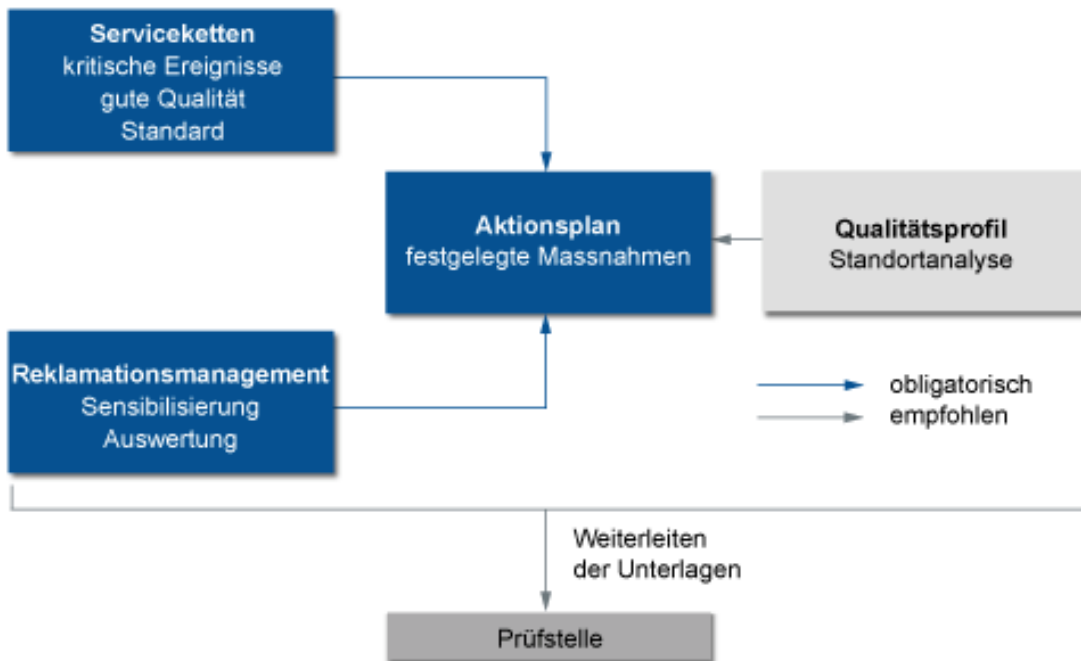 Serviceketten
kritische Ereignisse
gute Qualität
Standard
Aktionsplan
festgelegte Massnahmen
Qualitätsprofil
Standortanalyse
Reklamationsmanagement
Sensibilisierung
Auswertung
obligatorisch
empfohlen
Weiterleiten
der Unterlagen
Prüfstelle